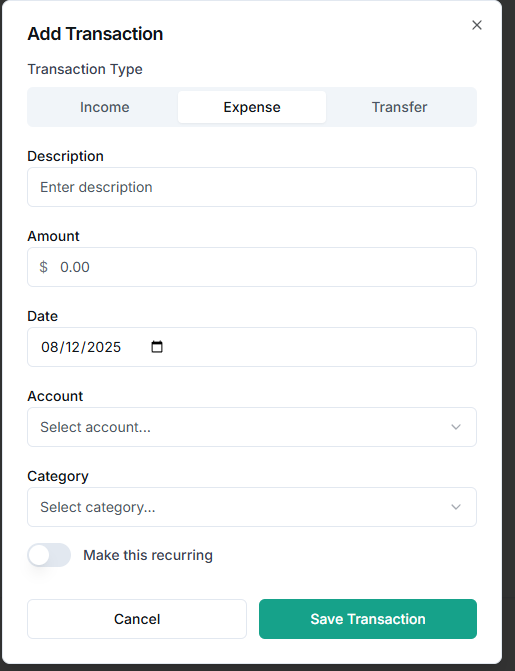 Add Transaction
Transaction Type
Income Expense Transfer
Description
Enter description
Amount
$ 0.00
Date
08/12/2025
Account
Select account...
Category
Select category...
Make this recurring
Cancel Save Transaction